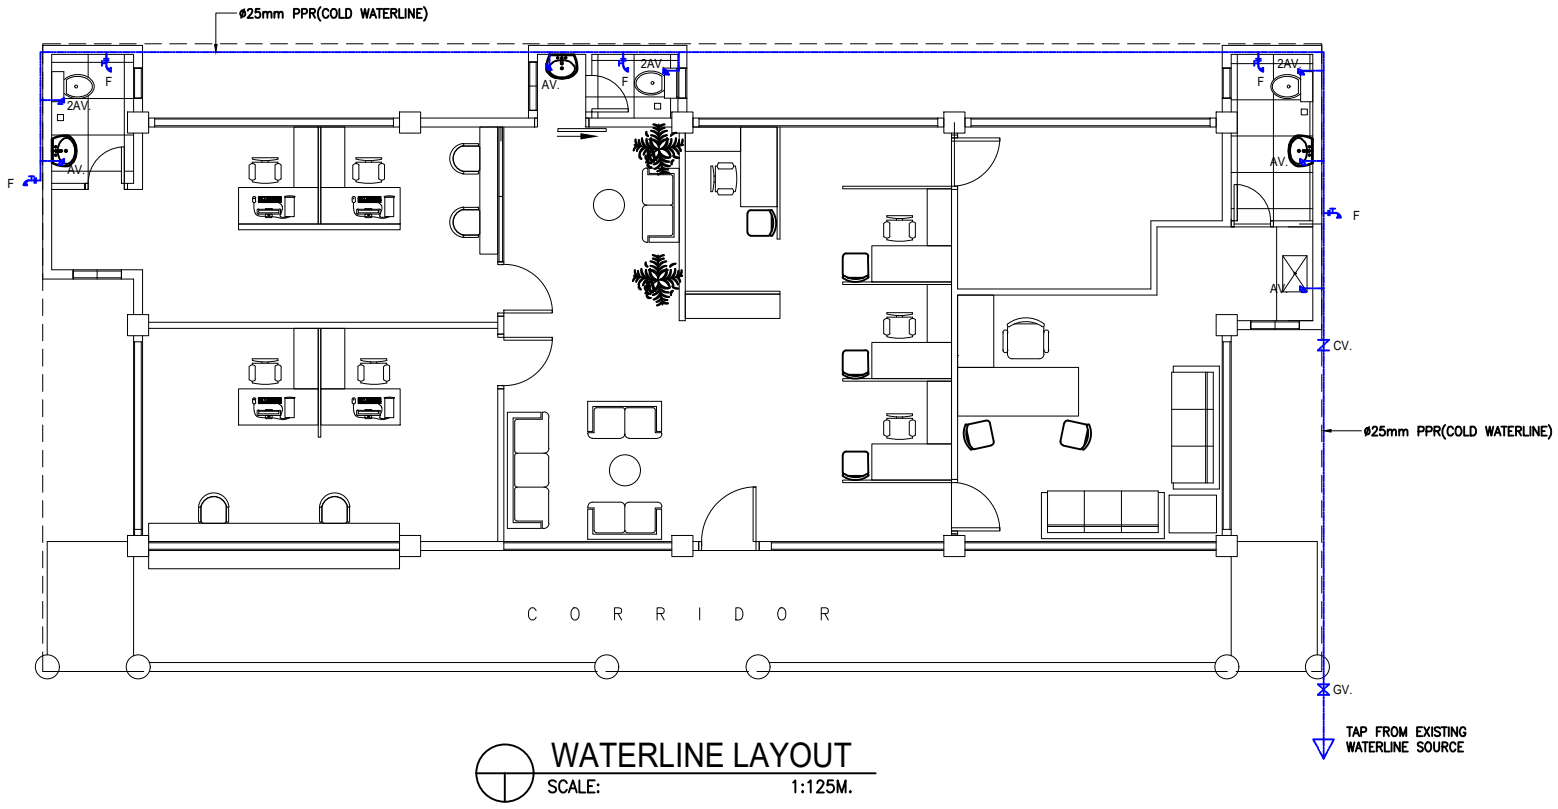 ø25mm PPR(COLD WATERLINE)
F
2AV.
AV.
F
AV.
F
2AV.
F
2AV.
AV.
F
AV.
CV.
ø25mm PPR(COLD WATERLINE)
C O R R I D O R
GV.
TAP FROM EXISTING
WATERLINE SOURCE
WATERLINE LAYOUT
SCALE: 1:125M.